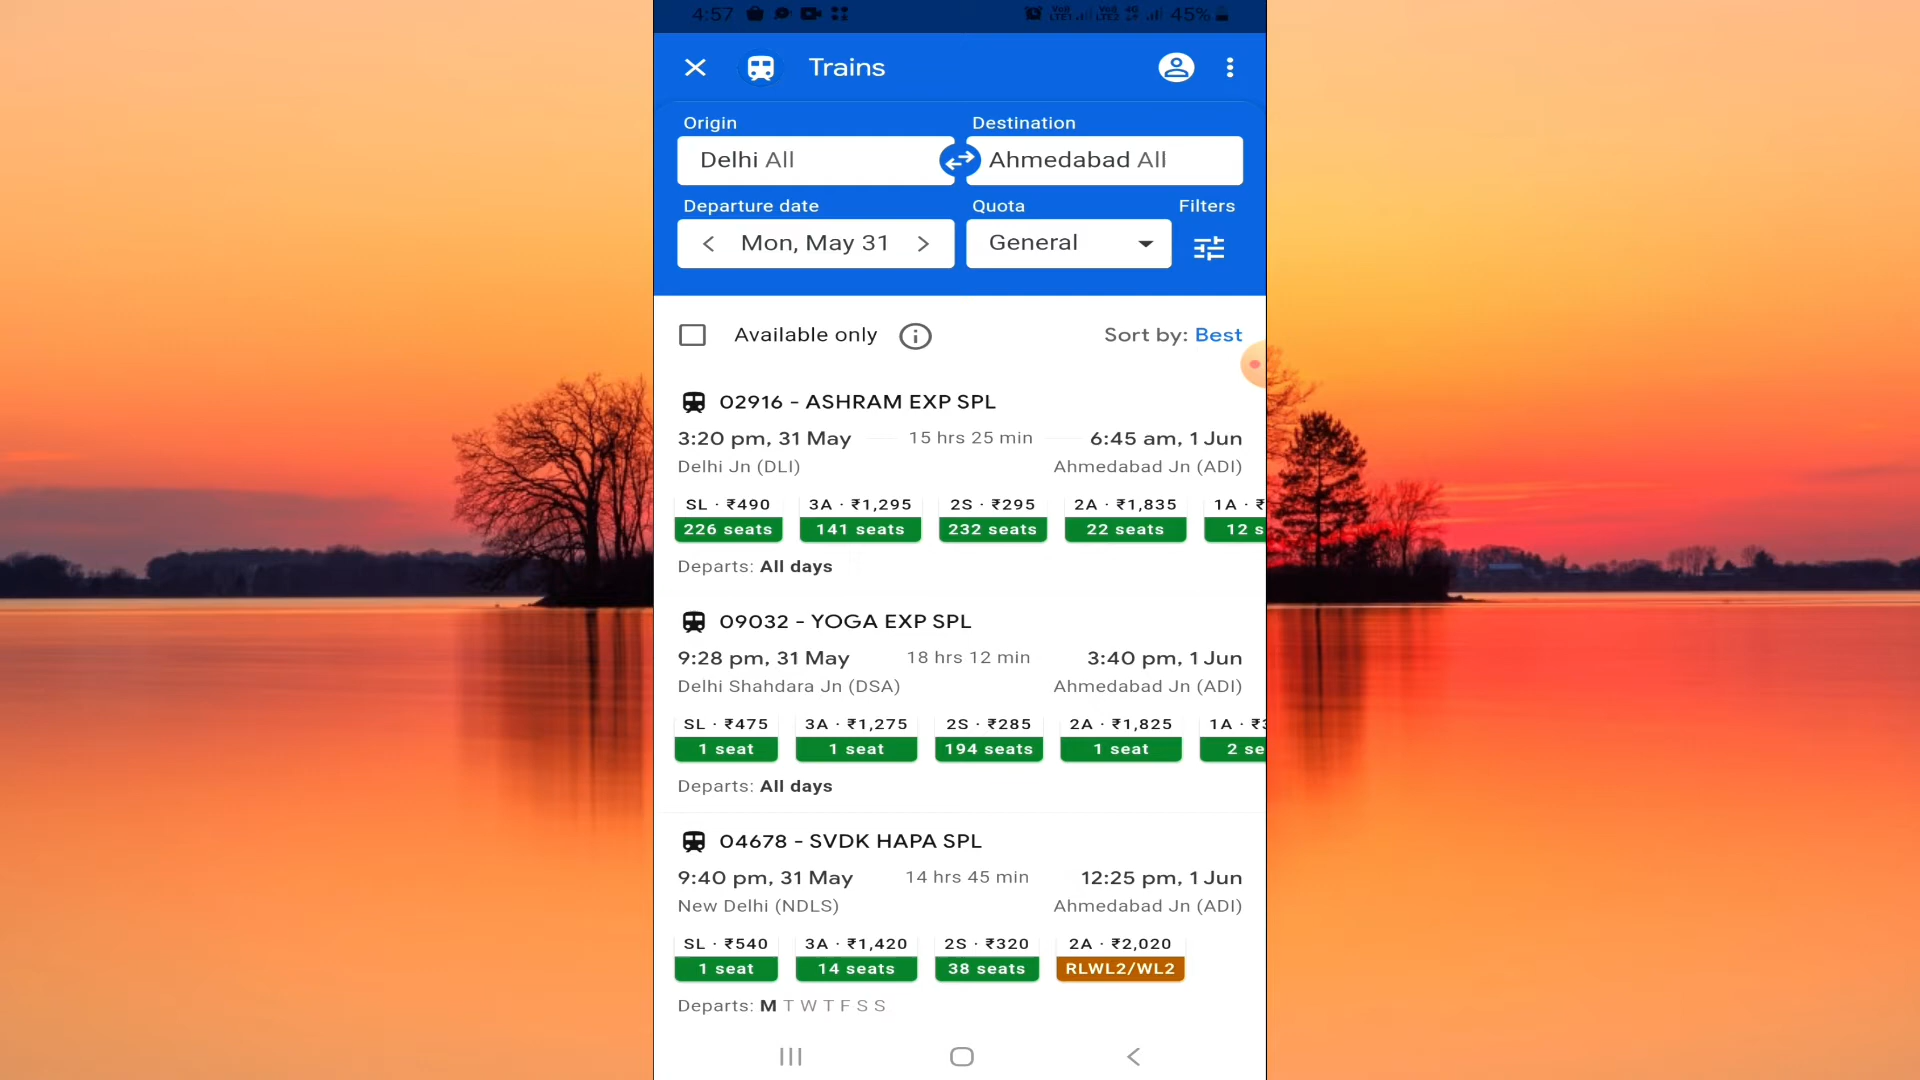 4:57 45%
Trains
Origin Destination
Delhi All Ahmedabad All
Departure date Quota Filters
Mon, May 31 General
Available only Sort by: Best
02916 - ASHRAM EXP SPL
3:20 pm, 31 May 15 hrs 25 min 6:45 am, 1 Jun
Delhi Jn (DLI) Ahmedabad Jn (ADI)
SL · ₹490 3A · ₹1,295 2S · ₹295 2A · ₹1,835 1A · ₹
226 seats 141 seats 232 seats 22 seats 12 s
Departs: All days
09032 - YOGA EXP SPL
9:28 pm, 31 May 18 hrs 12 min 3:40 pm, 1 Jun
Delhi Shahdara Jn (DSA) Ahmedabad Jn (ADI)
SL · ₹475 3A · ₹1,275 2S · ₹285 2A · ₹1,825 1A · ₹3
1 seat 1 seat 194 seats 1 seat 2 se
Departs: All days
04678 - SVDK HAPA SPL
9:40 pm, 31 May 14 hrs 45 min 12:25 pm, 1 Jun
New Delhi (NDLS) Ahmedabad Jn (ADI)
SL · ₹540 3A · ₹1,420 2S · ₹320 2A · ₹2,020
1 seat 14 seats 38 seats RLWL2/WL2
Departs: M T W T F S S